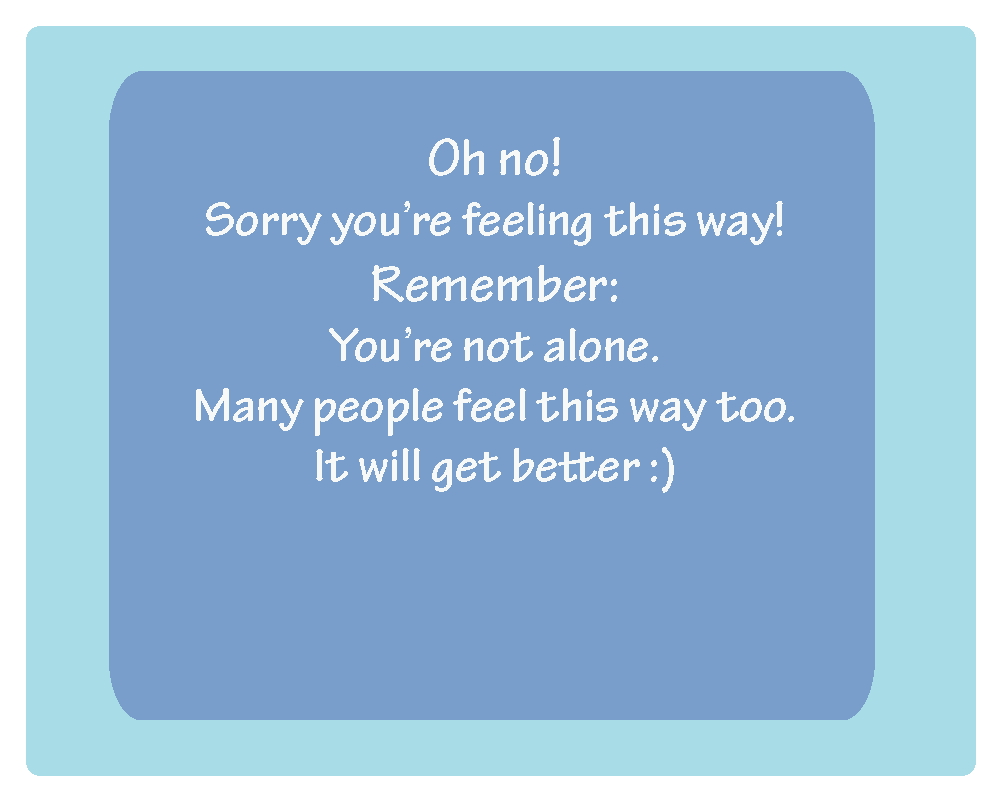 Oh no!
Sorry you're feeling this way!
Remember:
You're not alone.
Many people feel this way too.
It will get better :)